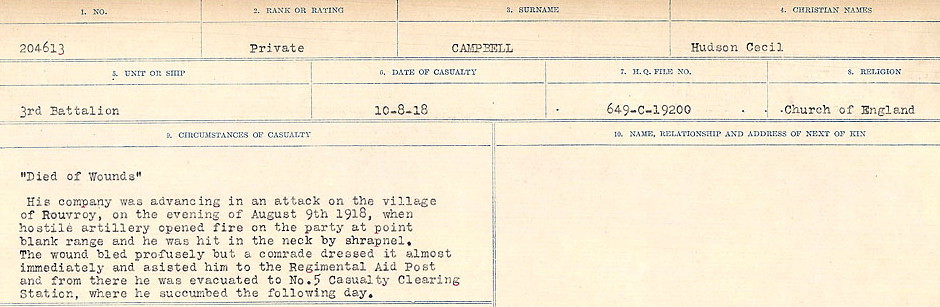 1. NO. 2. RANK OR RATING 3. SURNAME 4. CHRISTIAN NAMES
204613 Private CAMPBELL Hudson Cecil
5. UNIT OR SHIP 6. DATE OF CASUALTY 7. H.Q. FILE NO. 8. RELIGION
3rd Battalion 10-8-18 649-C-19200 Church of England
9. CIRCUMSTANCES OF CASUALTY 10. NAME, RELATIONSHIP AND ADDRESS OF NEXT OF KIN
"Died of Wounds"
His company was advancing in an attack on the village
of Rouvroy, on the evening of August 9th 1918, when
hostile artillery opened fire on the party at point
blank range and he was hit in the neck by shrapnel.
The wound bled profusely but a comrade dressed it almost
immediately and asisted him to the Regimental Aid Post
and from there he was evacuated to No.5 Casualty Clearing
Station, where he succumbed the following day.